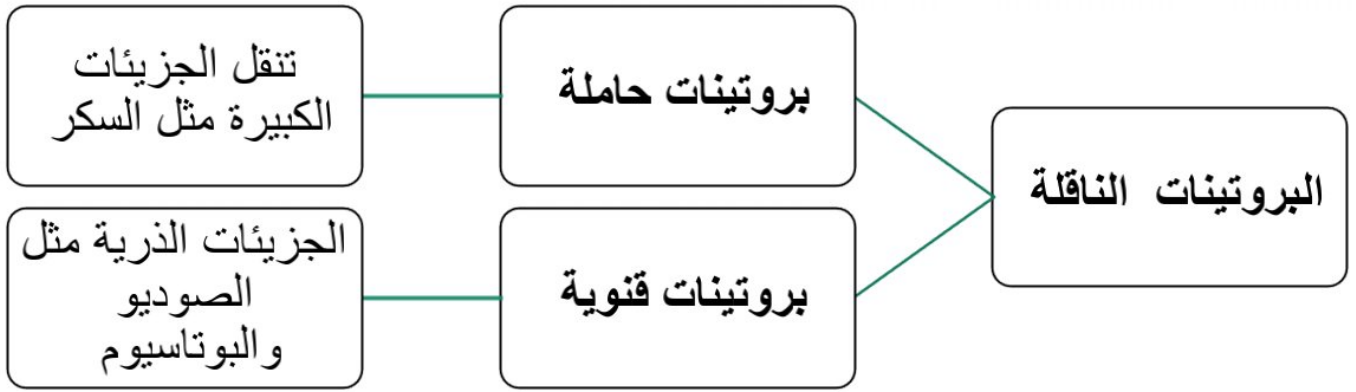 البروتينات الناقلة
بروتينات حاملة
تنقل الجزيئات
الكبيرة مثل السكر
بروتينات قنوية
الجزيئات الذرية مثل
الصوديو
والبوتاسيوم